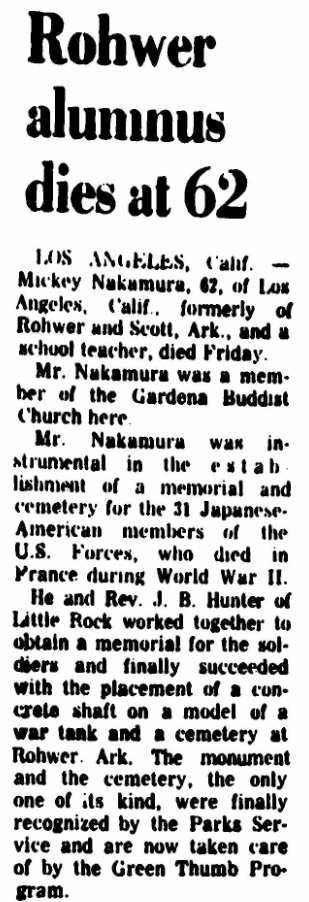 Rohwer
alumnus
dies at 62
LOS ANGELES, Calif. —
Mickey Nakamura, 62, of Los
Angeles, Calif., formerly of
Rohwer and Scott, Ark., and a
school teacher, died Friday.
Mr. Nakamura was a mem-
ber of the Gardena Buddist
Church here.
Mr. Nakamura was in-
strumental in the estab-
lishment of a memorial and
cemetery for the 31 Japanese-
American members of the
U.S. Forces, who died in
France during World War II.
He and Rev. J. B. Hunter of
Little Rock worked together to
obtain a memorial for the sol-
diers and finally succeeded
with the placement of a con-
crete shaft on a model of a
war tank and a cemetery at
Rohwer, Ark. The monument
and the cemetery, the only
one of its kind, were finally
recognized by the Parks Ser-
vice and are now taken care
of by the Green Thumb Pro-
gram.